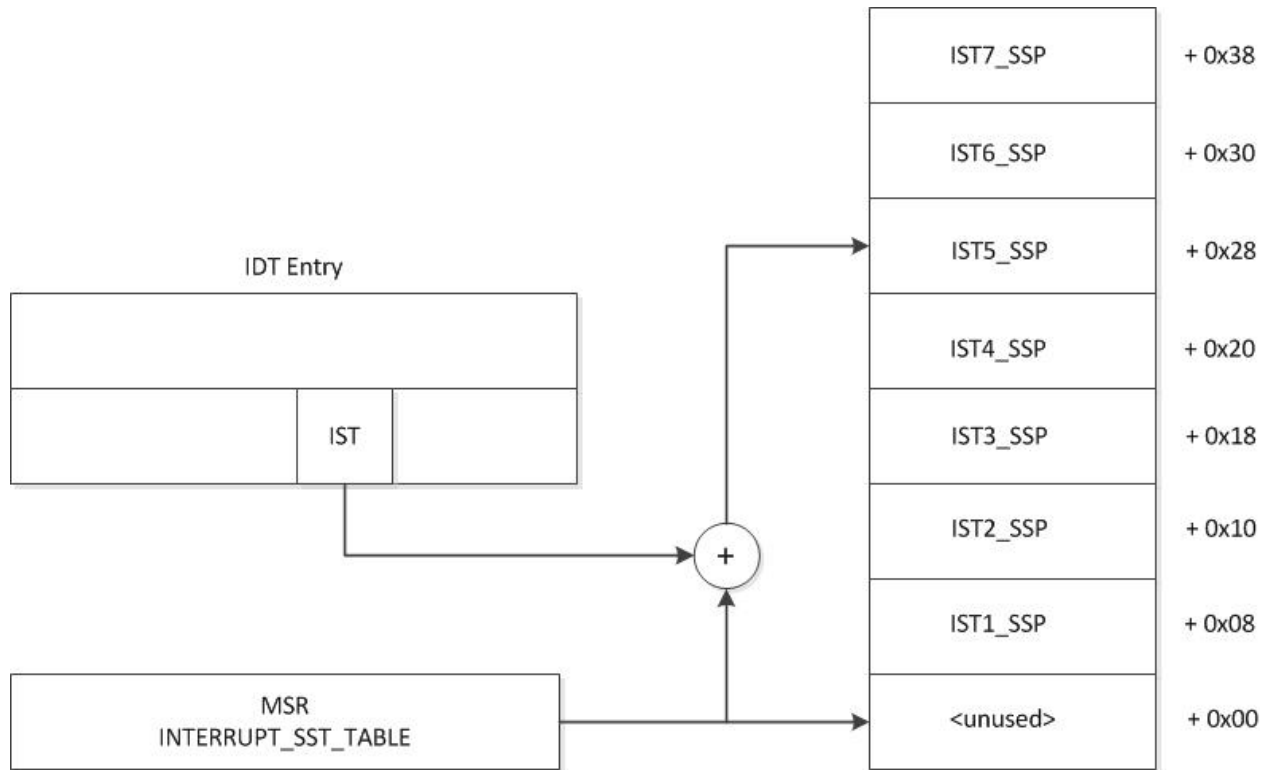 IST7_SSP + 0x38
IST6_SSP + 0x30
IST5_SSP + 0x28
IDT Entry
IST4_SSP + 0x20
IST
IST3_SSP + 0x18
IST2_SSP + 0x10
+
IST1_SSP + 0x08
MSR
INTERRUPT_SST_TABLE
<unused> + 0x00